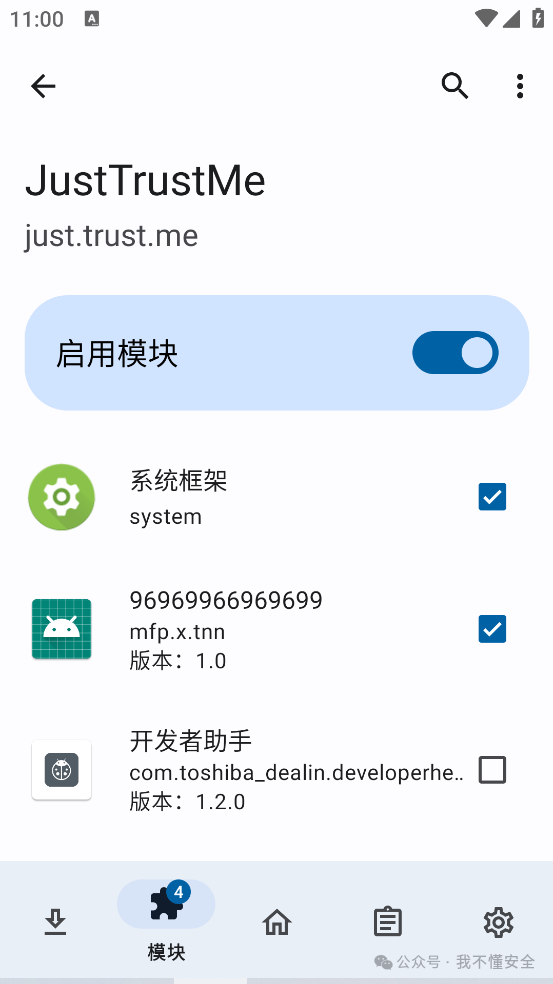 11:00
JustTrustMe
just.trust.me
启用模块
系统框架
system
96969966969699
mfp.x.tnn
版本：1.0
开发者助手
com.toshiba_dealin.developerhe..
版本：1.2.0
4
模块
公众号 · 我不懂安全